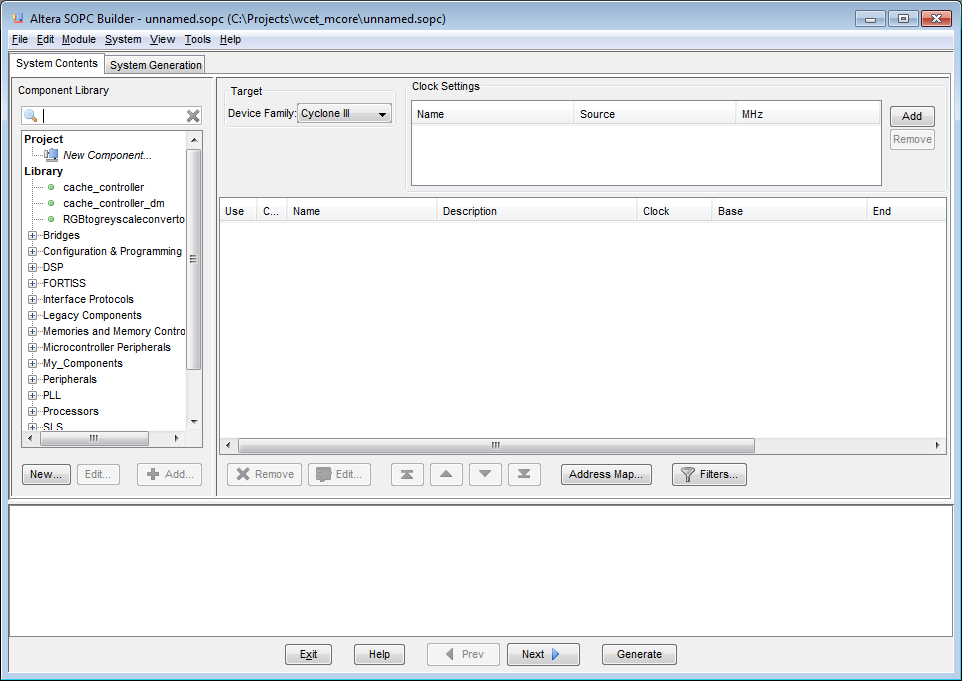 Altera SOPC Builder - unnamed.sopc (C:\Projects\wcet_mcore\unnamed.sopc)
File Edit Module System View Tools Help
System Contents System Generation
Component Library
Project
New Component...
Library
cache_controller
cache_controller_dm
RGBtogreyscaleconverto
Bridges
Configuration & Programming
DSP
FORTISS
Interface Protocols
Legacy Components
Memories and Memory Contro
Microcontroller Peripherals
My_Components
Peripherals
PLL
Processors
SLS
New... Edit... Add...
Target
Device Family: Cyclone III
Clock Settings
Name Source MHz
Add
Remove
Use C... Name Description Clock Base End
Remove Edit... Address Map... Filters...
Exit Help Prev Next Generate